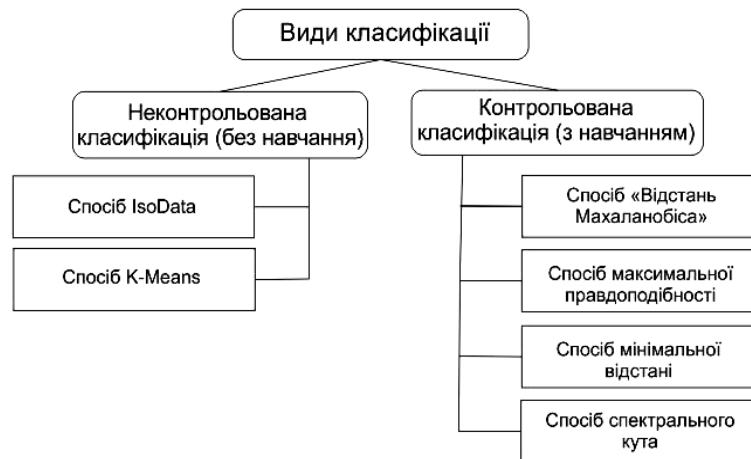 Види класифікації
Неконтрольована
класифікація (без навчання)
Контрольована
класифікація (з навчанням)
Спосіб IsoData
Спосіб K-Means
Спосіб «Відстань
Махаланобіса»
Спосіб максимальної
правдоподібності
Спосіб мінімальної
відстані
Спосіб спектрального
кута